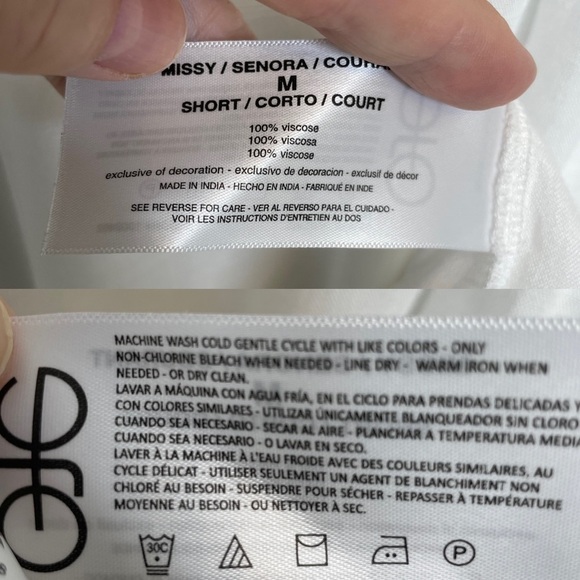 MISSY / SENORA / COURA
M
SHORT / CORTO / COURT
100% viscose
100% viscosa
100% viscose
exclusive of decoration - exclusivo de decoracion - exclusif de décor
MADE IN INDIA - HECHO EN INDIA - FABRIQUÉ EN INDE
SEE REVERSE FOR CARE - VER AL REVERSO PARA EL CUIDADO -
VOIR LES INSTRUCTIONS D'ENTRETIEN AU DOS
MACHINE WASH COLD GENTLE CYCLE WITH LIKE COLORS - ONLY
NON-CHLORINE BLEACH WHEN NEEDED - LINE DRY - WARM IRON WHEN
NEEDED - OR DRY CLEAN.
LAVAR A MÁQUINA CON AGUA FRÍA, EN EL CICLO PARA PRENDAS DELICADAS Y
CON COLORES SIMILARES - UTILIZAR ÚNICAMENTE BLANQUEADOR SIN CLORO
CUANDO SEA NECESARIO - SECAR AL AIRE - PLANCHAR A TEMPERATURA MEDIA
CUANDO SEA NECESARIO - O LAVAR EN SECO.
LAVER À LA MACHINE À L'EAU FROIDE AVEC DES COULEURS SIMILAIRES, AU
CYCLE DÉLICAT - UTILISER SEULEMENT UN AGENT DE BLANCHIMENT NON
CHLORÉ AU BESOIN - SUSPENDRE POUR SÉCHER - REPASSER À TEMPÉRATURE
MOYENNE AU BESOIN - OU NETTOYER À SEC.
30C
P